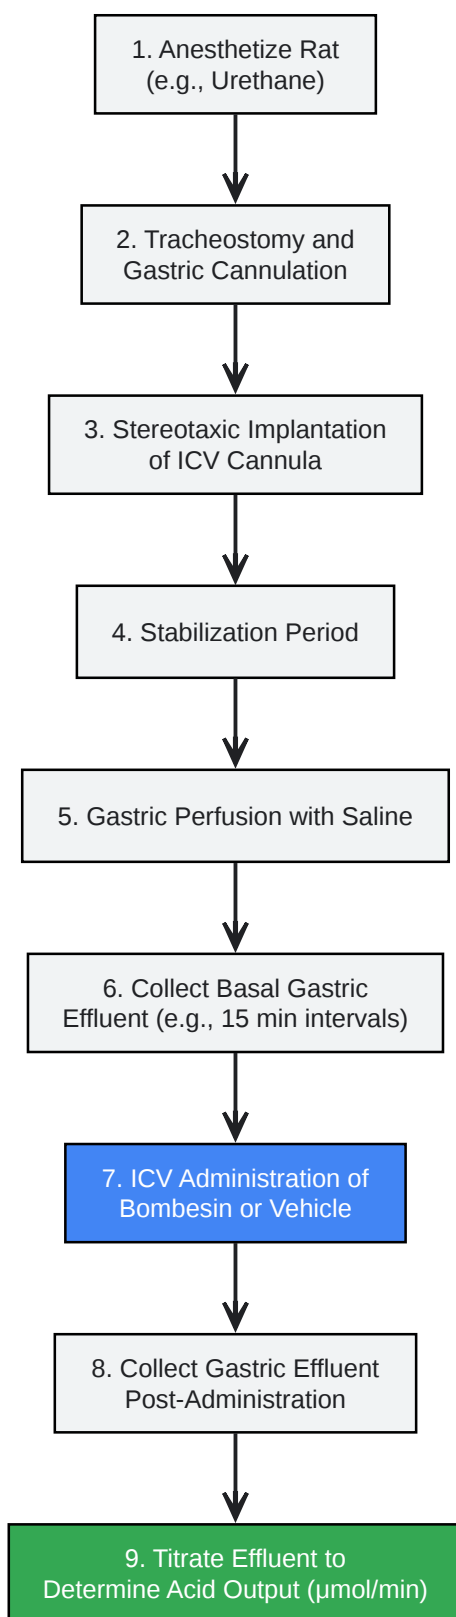 1. Anesthetize Rat
(e.g., Urethane)
2. Tracheostomy and
Gastric Cannulation
3. Stereotaxic Implantation
of ICV Cannula
4. Stabilization Period
5. Gastric Perfusion with Saline
6. Collect Basal Gastric
Effluent (e.g., 15 min intervals)
7. ICV Administration of
Bombesin or Vehicle
8. Collect Gastric Effluent
Post-Administration
9. Titrate Effluent to
Determine Acid Output (μmol/min)